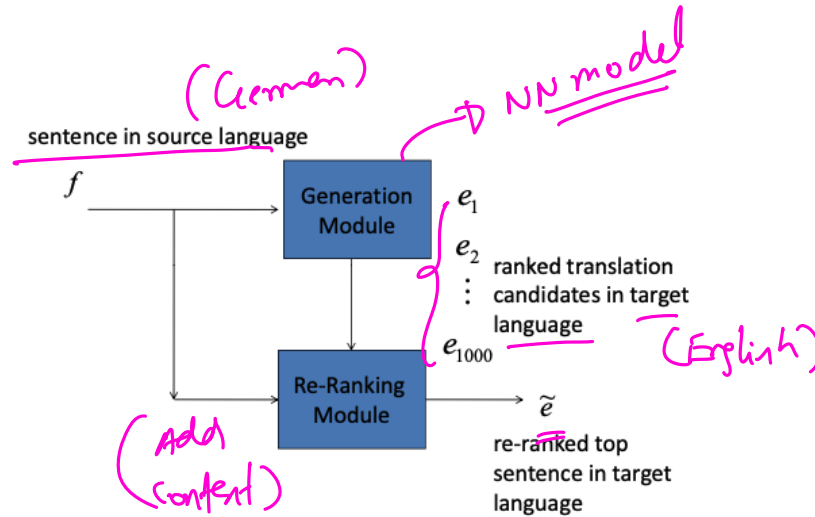 (German)
NN model
sentence in source language
f
Generation
Module
e₁
e₂
⋮
e₁₀₀₀
ranked translation
candidates in target
language
(English)
Re-Ranking
Module
ẽ
re-ranked top
sentence in target
language
(Add
Context)